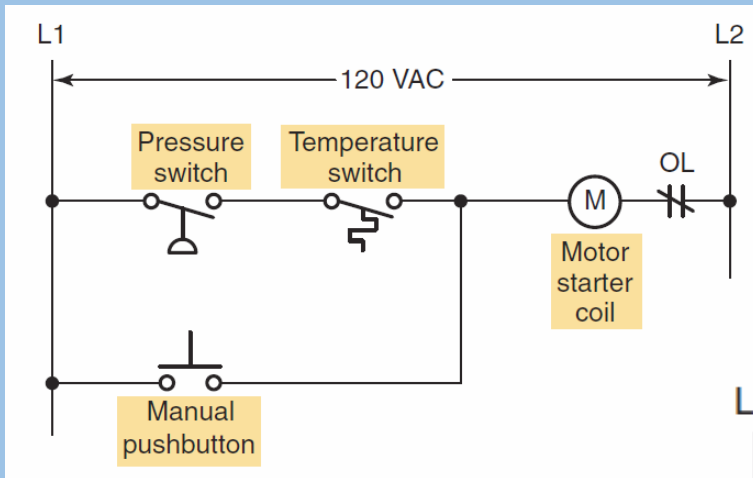 L1
L2
120 VAC
Pressure
switch
Temperature
switch
OL
M
Motor
starter
coil
Manual
pushbutton
L